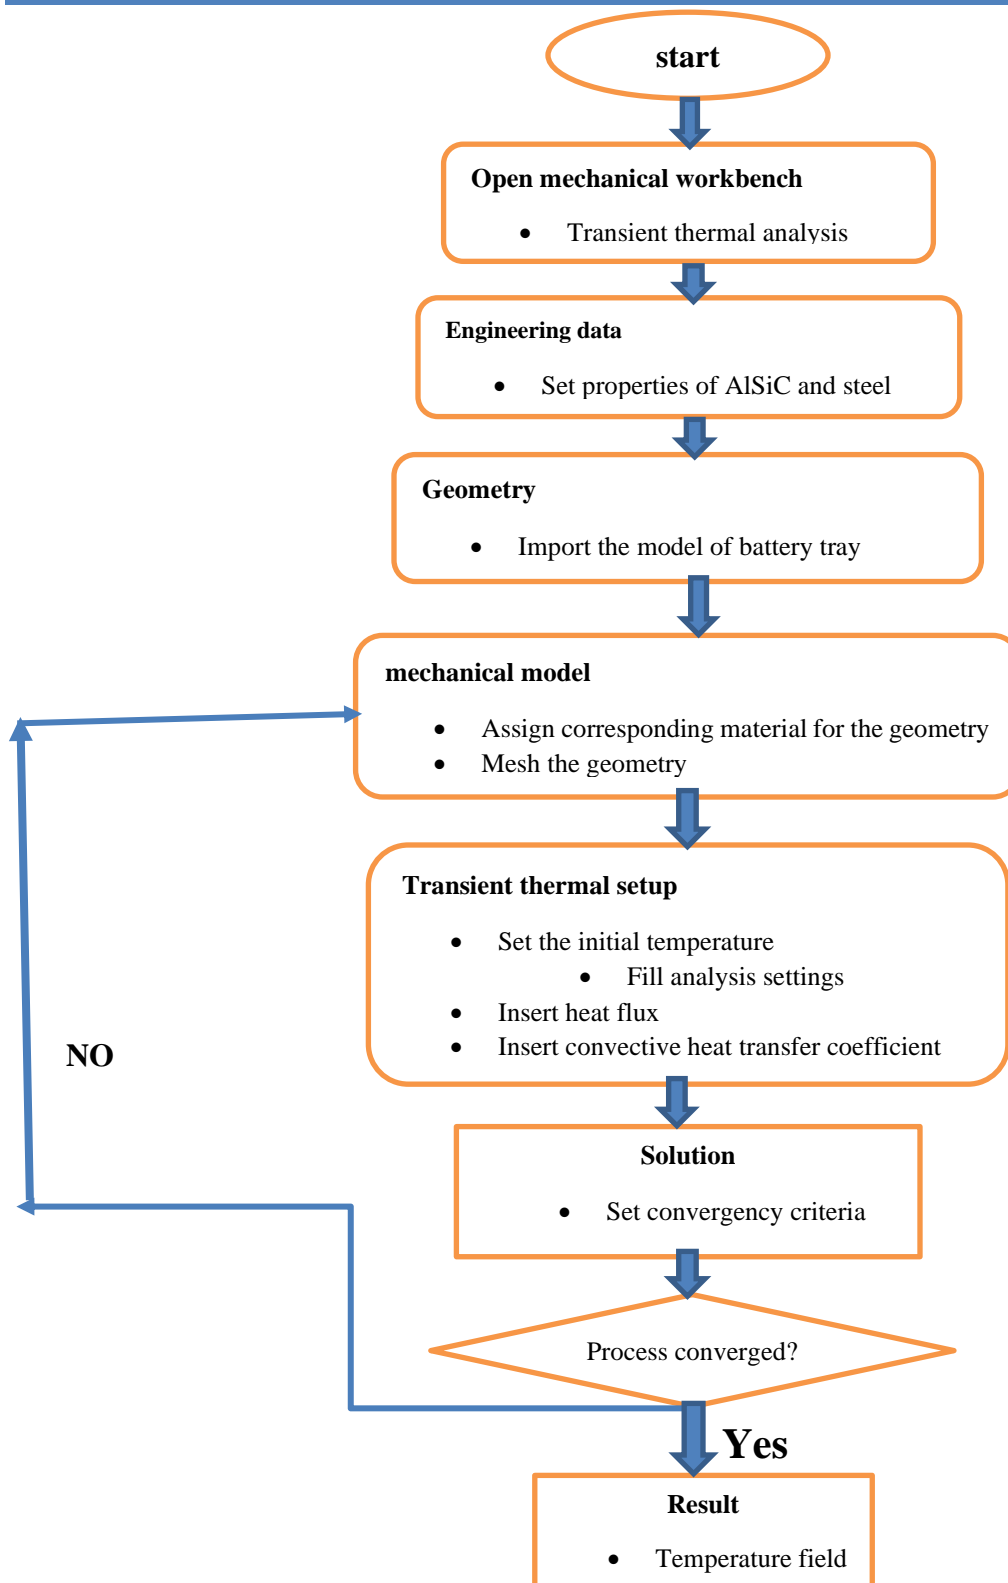 start
Open mechanical workbench
• Transient thermal analysis
Engineering data
• Set properties of AlSiC and steel
Geometry
• Import the model of battery tray
mechanical model
• Assign corresponding material for the geometry
• Mesh the geometry
Transient thermal setup
• Set the initial temperature
• Fill analysis settings
• Insert heat flux
• Insert convective heat transfer coefficient
NO
Solution
• Set convergency criteria
Process converged?
Yes
Result
• Temperature field